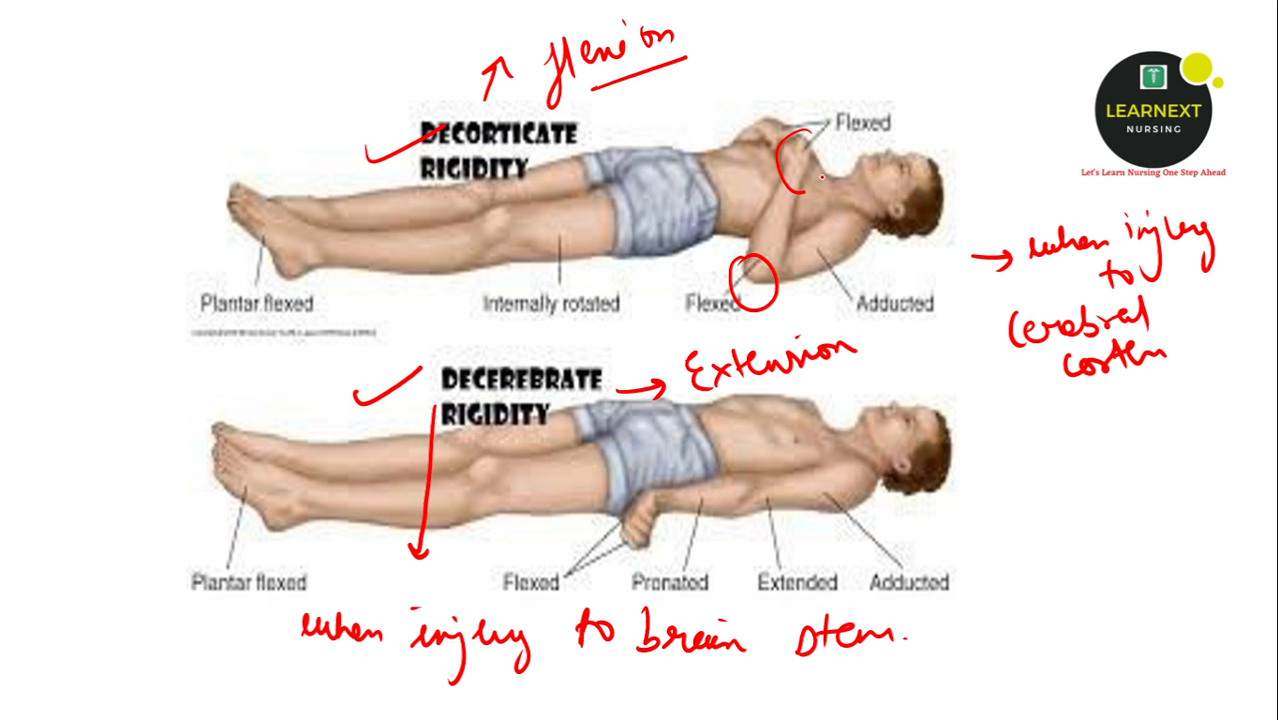 flexion
DECORTICATE
RIGIDITY
Flexed
Plantar flexed
Internally rotated
Flexed
Adducted
LEARNEXT
NURSING
Let's Learn Nursing One Step Ahead
→ when injury
to
Cerebral
cortex
DECEREBRATE → Extension
RIGIDITY
Plantar flexed
Flexed
Pronated
Extended
Adducted
when injury to brain stem.